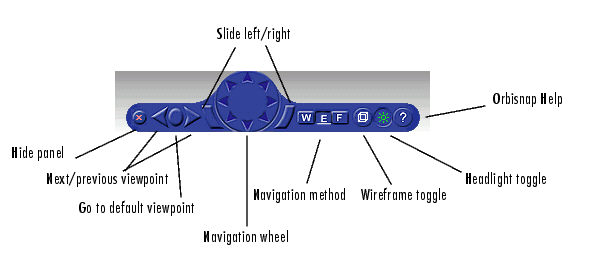 Slide left/right
Orbisnap Help
W E F ?
Hide panel
Next/previous viewpoint
Headlight toggle
Go to default viewpoint
Navigation method
Wireframe toggle
Navigation wheel